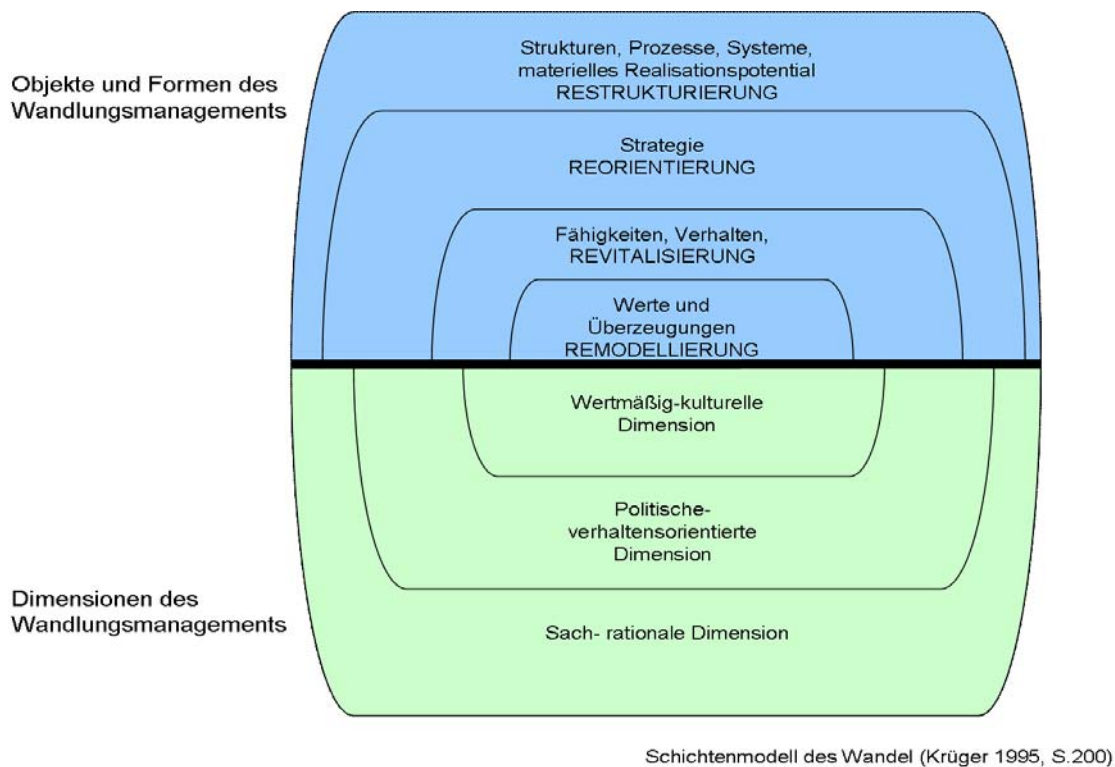 Objekte und Formen des
Wandlungsmanagements
Strukturen, Prozesse, Systeme,
materielles Realisationspotential
RESTRUKTURIERUNG
Strategie
REORIENTIERUNG
Fähigkeiten, Verhalten,
REVITALISIERUNG
Werte und
Überzeugungen
REMODELLIERUNG
Wertmäßig-kulturelle
Dimension
Politische-
verhaltensorientierte
Dimension
Dimensionen des
Wandlungsmanagements
Sach- rationale Dimension
Schichtenmodell des Wandel (Krüger 1995, S.200)